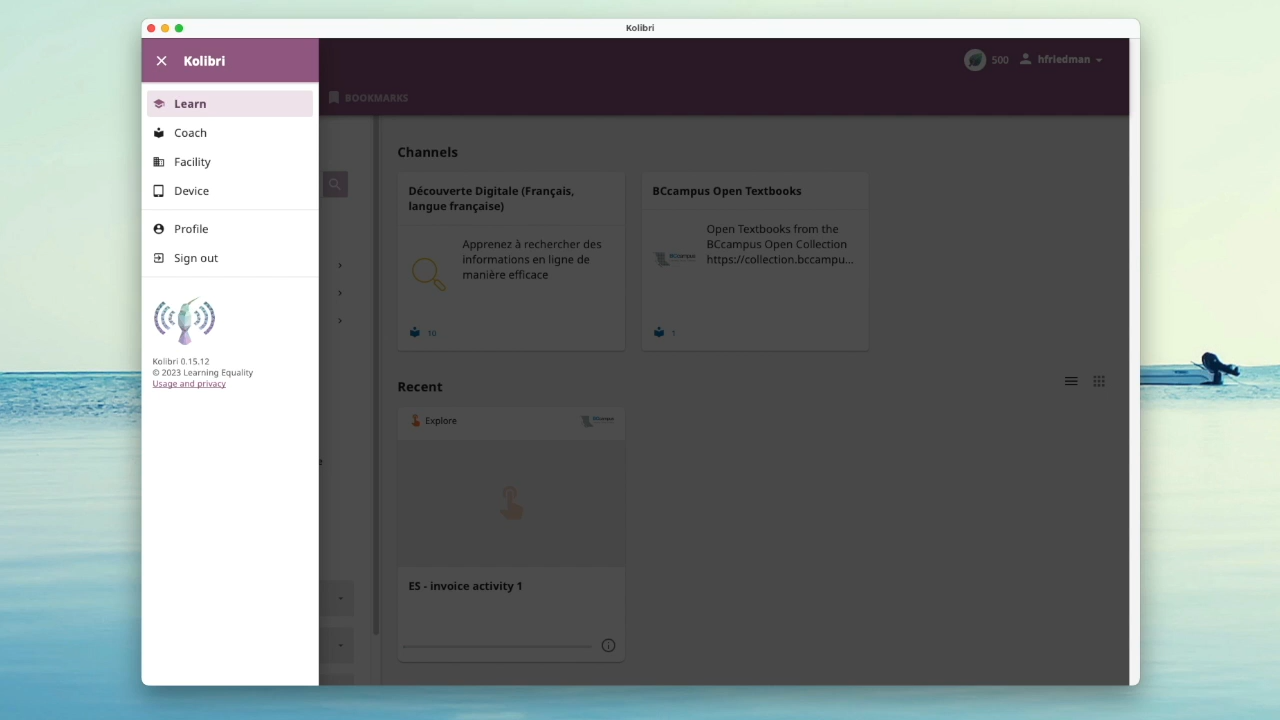 Kolibri
Kolibri
500
hfriedman
BOOKMARKS
Learn
Coach
Facility
Device
Profile
Sign out
Kolibri 0.15.12
© 2023 Learning Equality
Usage and privacy
Channels
Découverte Digitale (Français,
langue française)
Apprenez à rechercher des
informations en ligne de
manière efficace
10
BCcampus Open Textbooks
BCcampus
Open Textbooks from the
BCcampus Open Collection
https://collection.bccampu...
1
Recent
Explore
BCcampus
e
ES - invoice activity 1